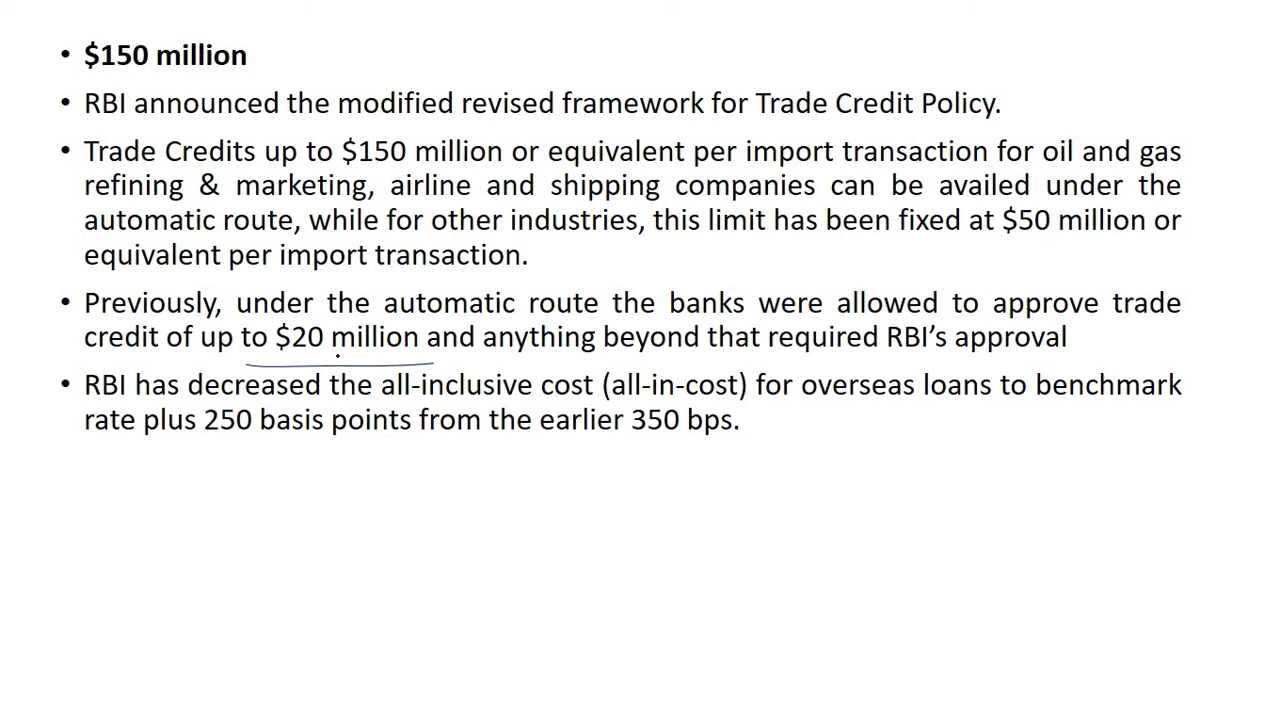 • $150 million
• RBI announced the modified revised framework for Trade Credit Policy.
• Trade Credits up to $150 million or equivalent per import transaction for oil and gas
refining & marketing, airline and shipping companies can be availed under the
automatic route, while for other industries, this limit has been fixed at $50 million or
equivalent per import transaction.
• Previously, under the automatic route the banks were allowed to approve trade
credit of up to $20 million and anything beyond that required RBI’s approval
• RBI has decreased the all-inclusive cost (all-in-cost) for overseas loans to benchmark
rate plus 250 basis points from the earlier 350 bps.